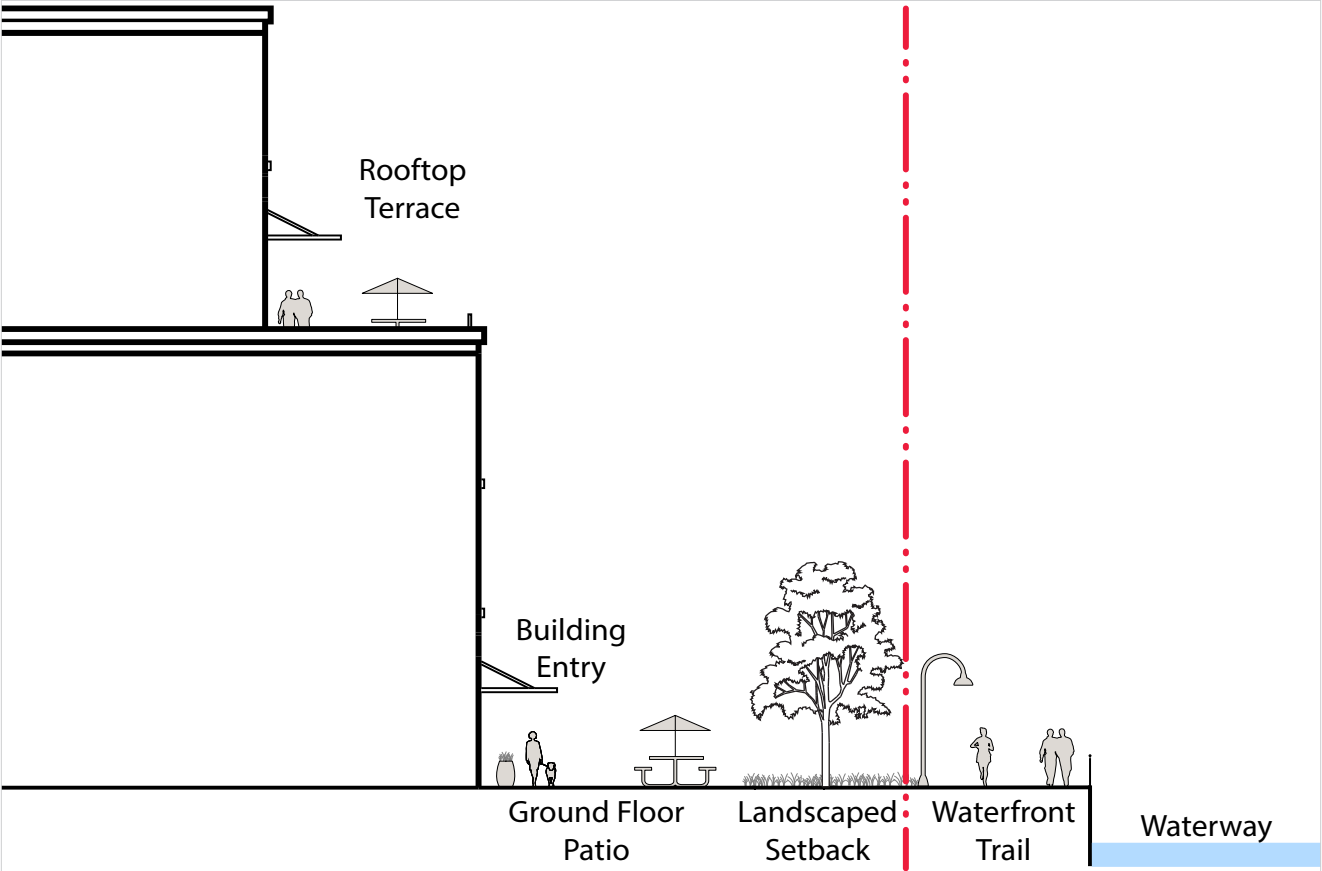 Rooftop
Terrace
Building
Entry
Ground Floor
Patio
Landscaped
Setback
Waterfront
Trail
Waterway